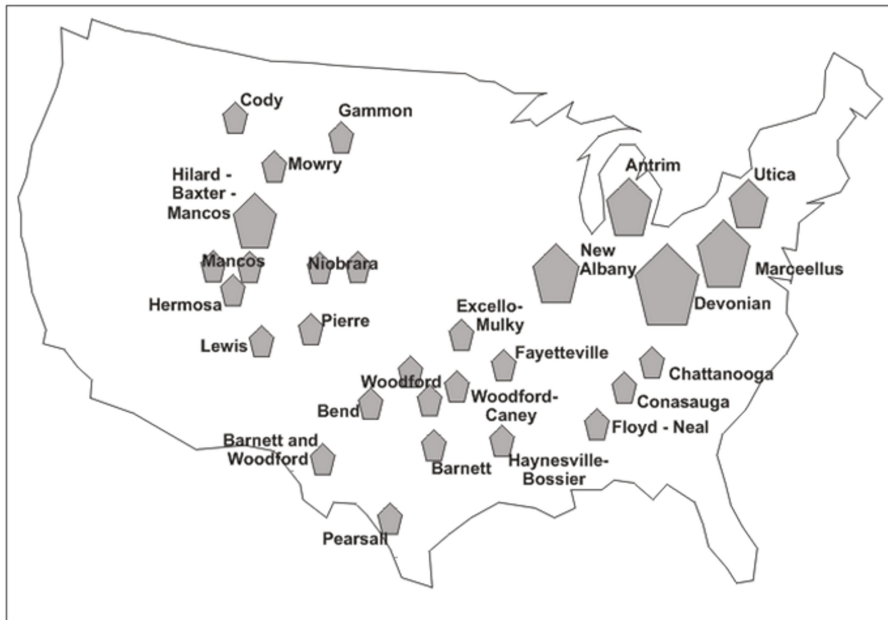 Cody
Gammon
Mowry
Hilard -
Baxter -
Mancos
Antrim
Utica
Mancos
Niobrara
New
Albany
Marceellus
Hermosa
Devonian
Excello-
Mulky
Pierre
Lewis
Fayetteville
Chattanooga
Woodford
Woodford-
Caney
Conasauga
Bend
Floyd - Neal
Barnett and
Woodford
Barnett
Haynesville-
Bossier
Pearsall